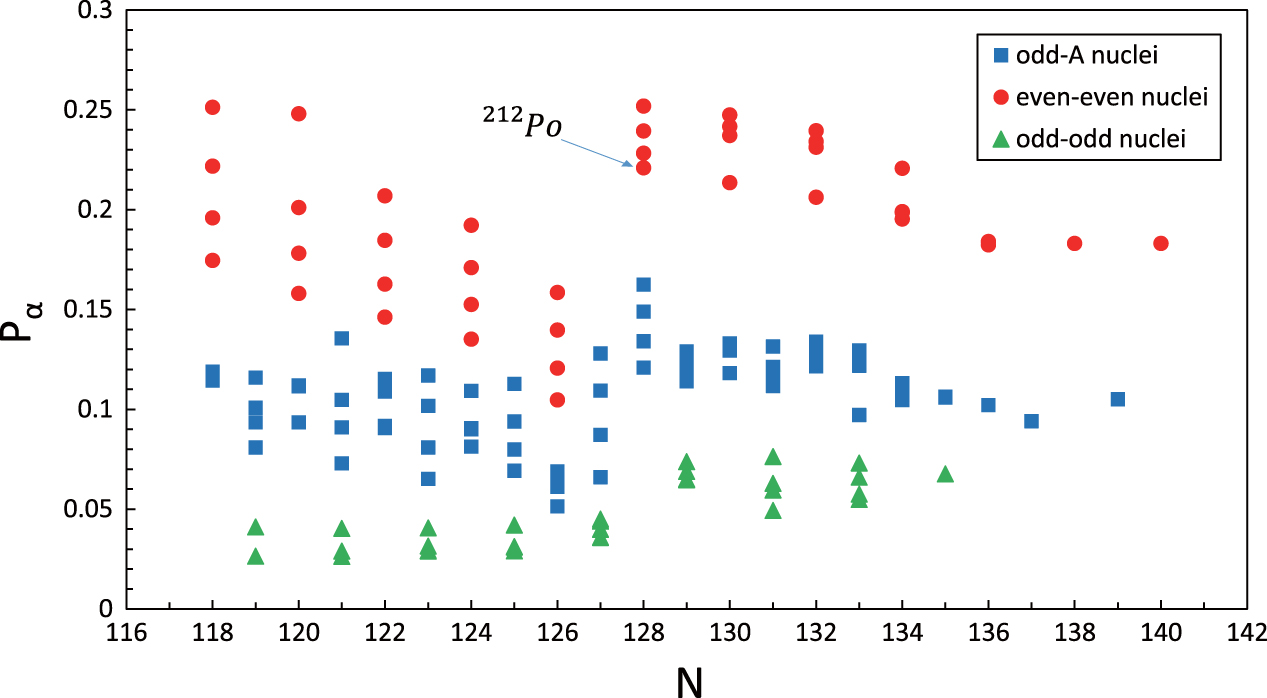 0.3
0.25
0.2
0.15
0.1
0.05
0
Pα
odd-A nuclei
even-even nuclei
odd-odd nuclei
²¹²Po
116 118 120 122 124 126 128 130 132 134 136 138 140 142
N